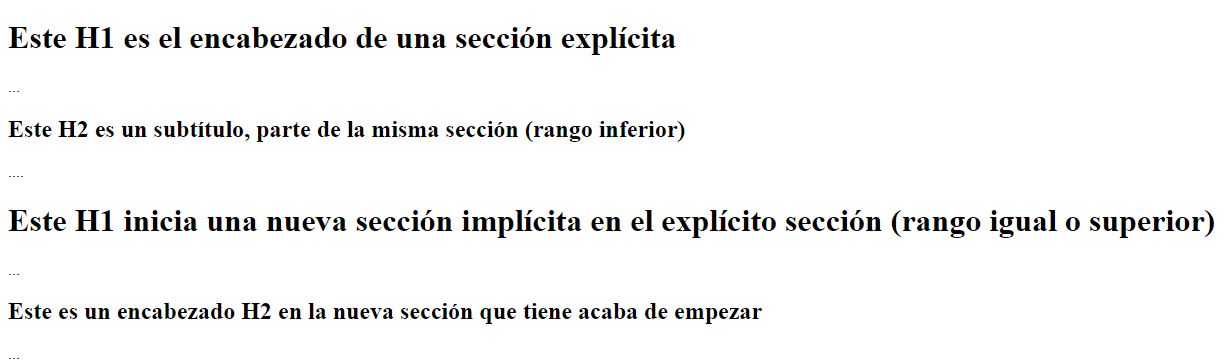 Este H1 es el encabezado de una sección explícita
...
Este H2 es un subtítulo, parte de la misma sección (rango inferior)
....
Este H1 inicia una nueva sección implícita en el explícito sección (rango igual o superior)
...
Este es un encabezado H2 en la nueva sección que tiene acaba de empezar
...